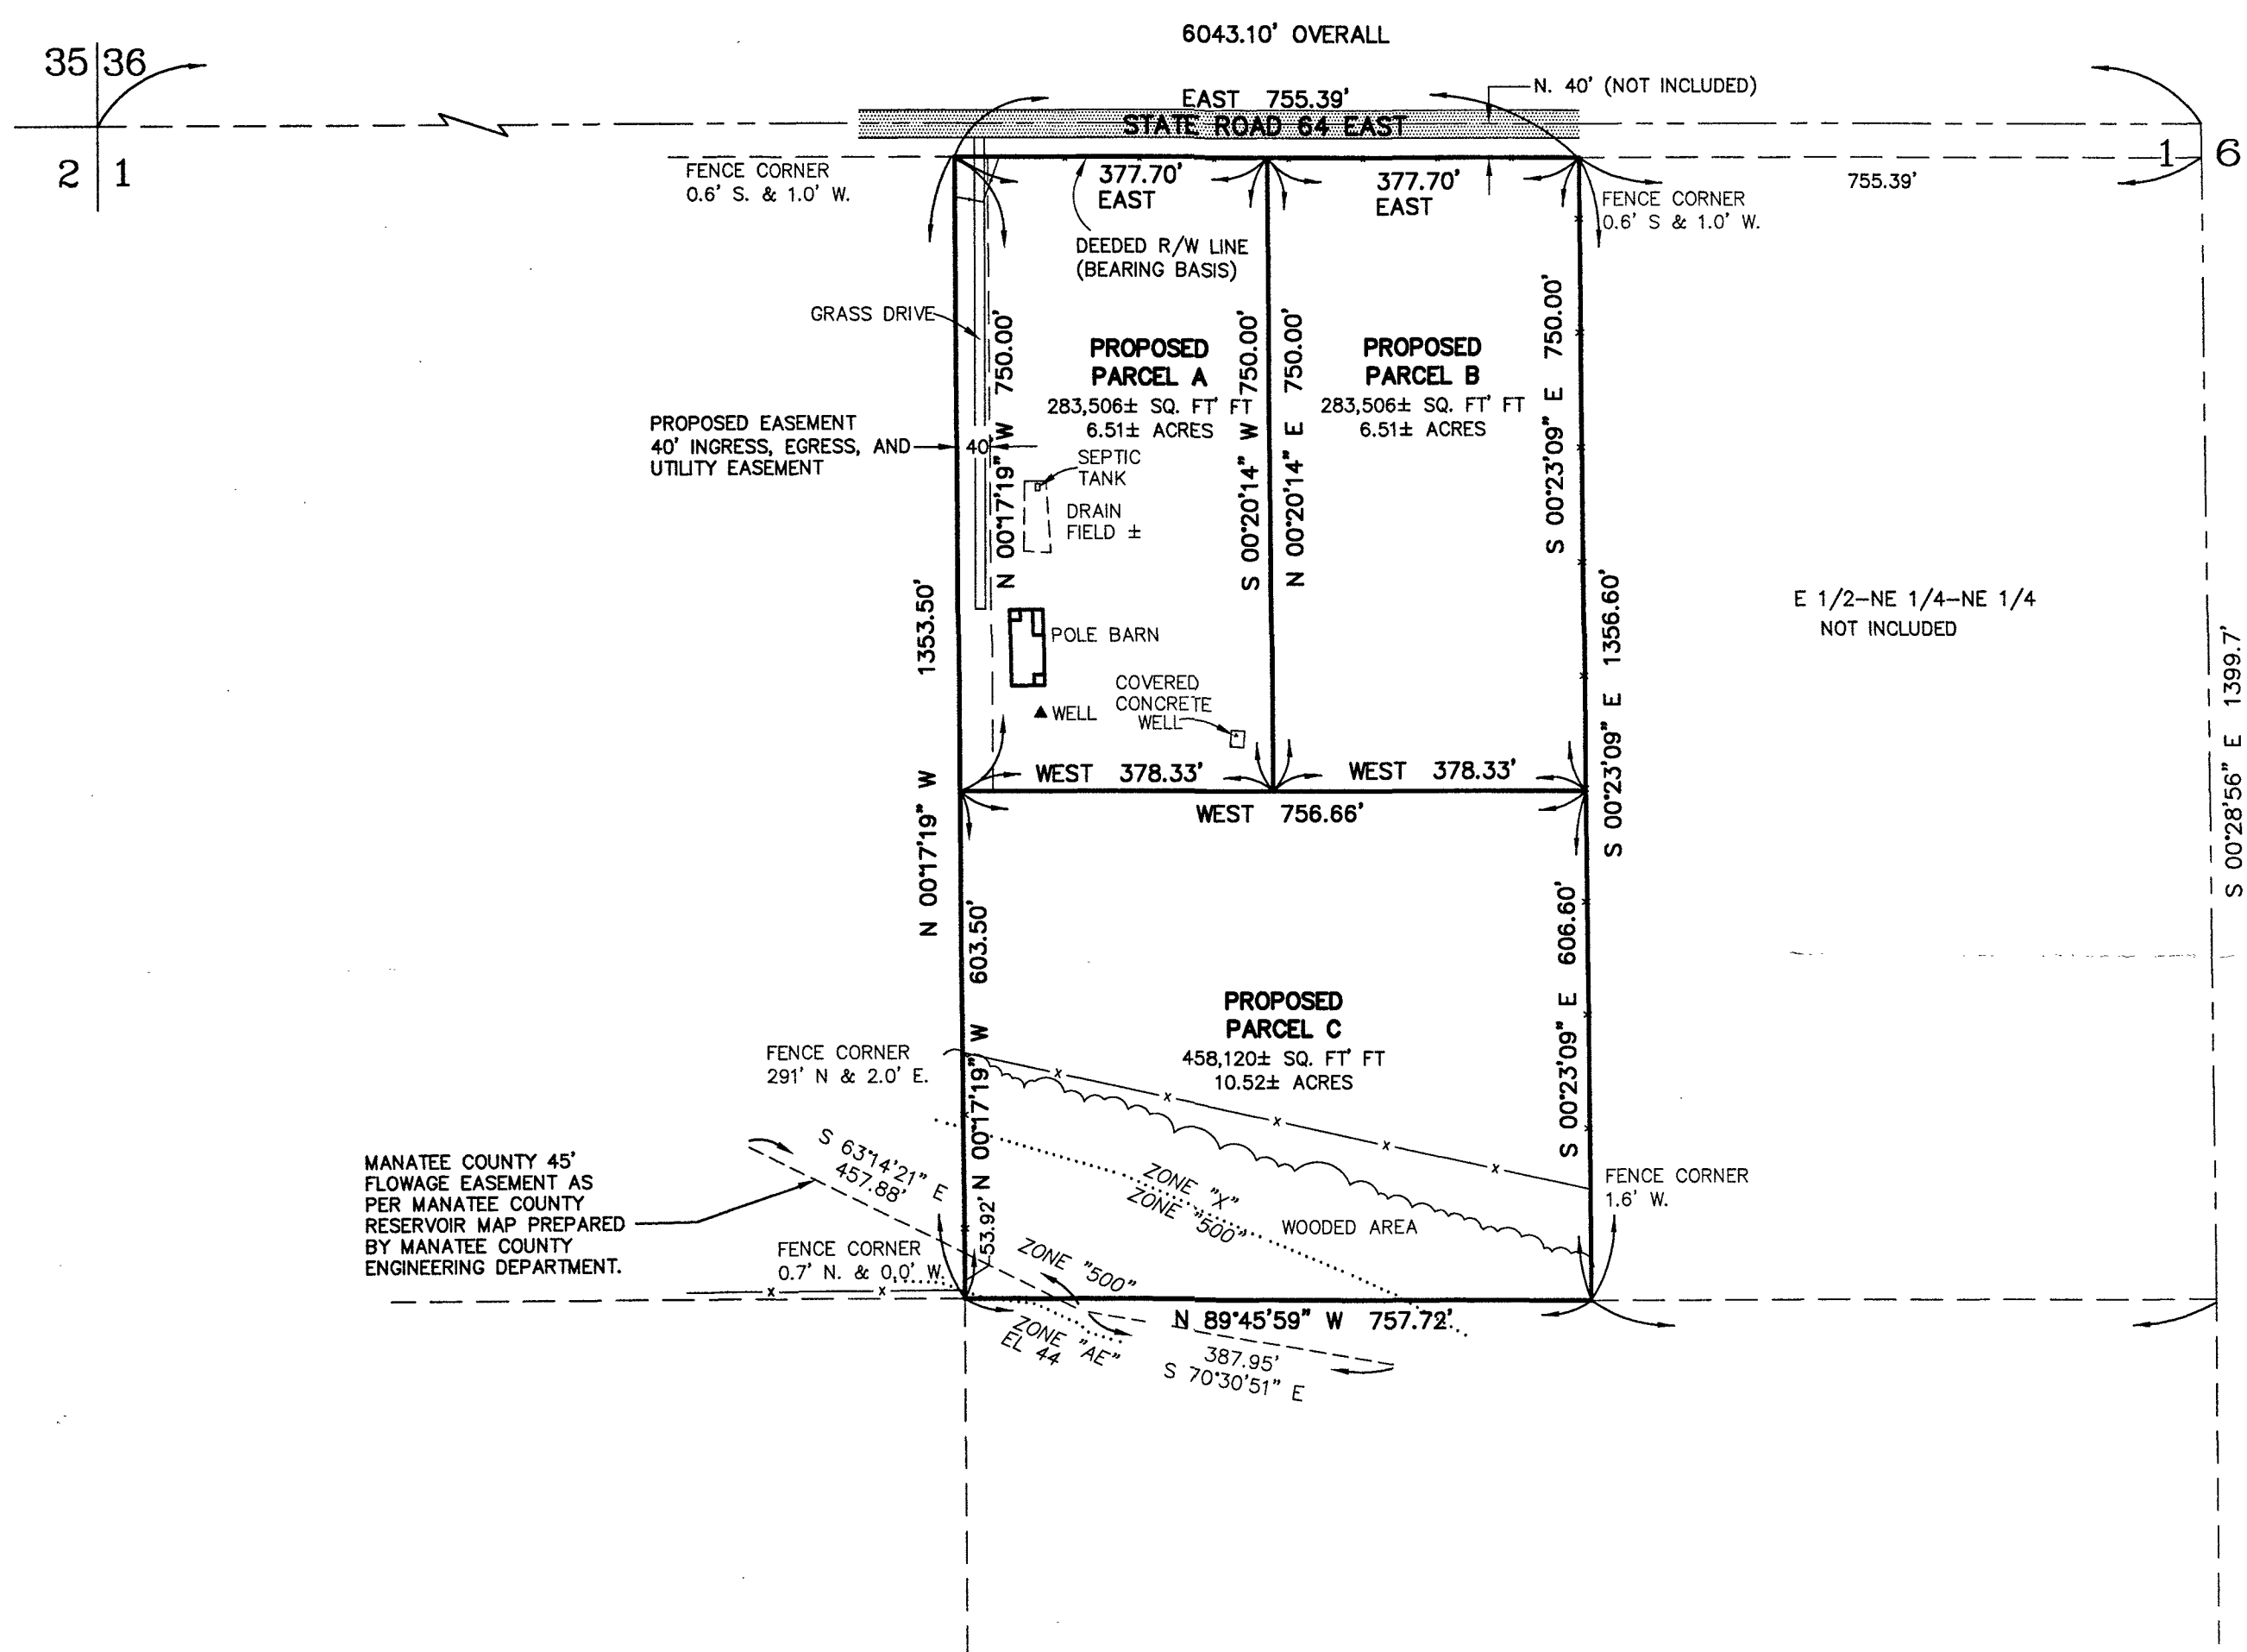 6043.10' OVERALL
35 36
2 1
N. 40' (NOT INCLUDED)
EAST 755.39'
STATE ROAD 64 EAST
1 6
FENCE CORNER
0.6' S. & 1.0' W.
377.70'
EAST
377.70'
EAST
755.39'
FENCE CORNER
0.6' S & 1.0' W.
DEEDED R/W LINE
(BEARING BASIS)
GRASS DRIVE
N 00°17'19" W 750.00'
PROPOSED
PARCEL A
283,506± SQ. FT' FT
6.51± ACRES
S 00°20'14" W 750.00'
N 00°20'14" E 750.00'
PROPOSED
PARCEL B
283,506± SQ. FT' FT
6.51± ACRES
S 00°23'09" E 750.00'
PROPOSED EASEMENT
40' INGRESS, EGRESS, AND
UTILITY EASEMENT
40'
SEPTIC
TANK
DRAIN
FIELD ±
POLE BARN
WELL
COVERED
CONCRETE
WELL
N 00°17'19" W 1353.50'
S 00°23'09" E 1356.60'
E 1/2-NE 1/4-NE 1/4
NOT INCLUDED
S 00°28'56" E 1399.7'
WEST 378.33'
WEST 378.33'
WEST 756.66'
N 00°17'19" W 603.50'
PROPOSED
PARCEL C
458,120± SQ. FT' FT
10.52± ACRES
S 00°23'09" E 606.60'
FENCE CORNER
291' N & 2.0' E.
S 63°14'21" E
457.88'
MANATEE COUNTY 45'
FLOWAGE EASEMENT AS
PER MANATEE COUNTY
RESERVOIR MAP PREPARED
BY MANATEE COUNTY
ENGINEERING DEPARTMENT.
53.92'
ZONE "X"
ZONE "500"
WOODED AREA
FENCE CORNER
1.6' W.
FENCE CORNER
0.7' N. & 0.0' W.
ZONE "500"
N 89°45'59" W 757.72'
ZONE "AE"
EL 44
387.95'
S 70°30'51" E